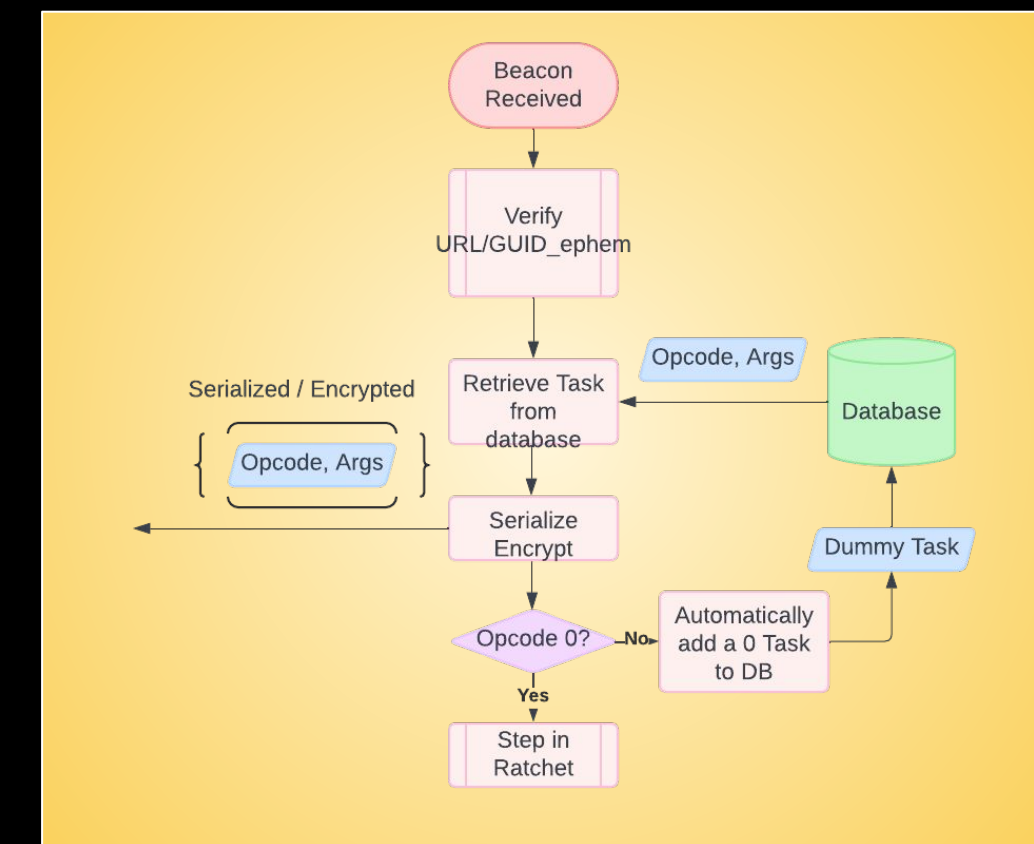 Beacon
Received
Verify
URL/GUID_ephem
Opcode, Args
Retrieve Task
from
database
Database
Serialized / Encrypted
Opcode, Args
Serialize
Encrypt
Dummy Task
Opcode 0?
No
Automatically
add a 0 Task
to DB
Yes
Step in
Ratchet